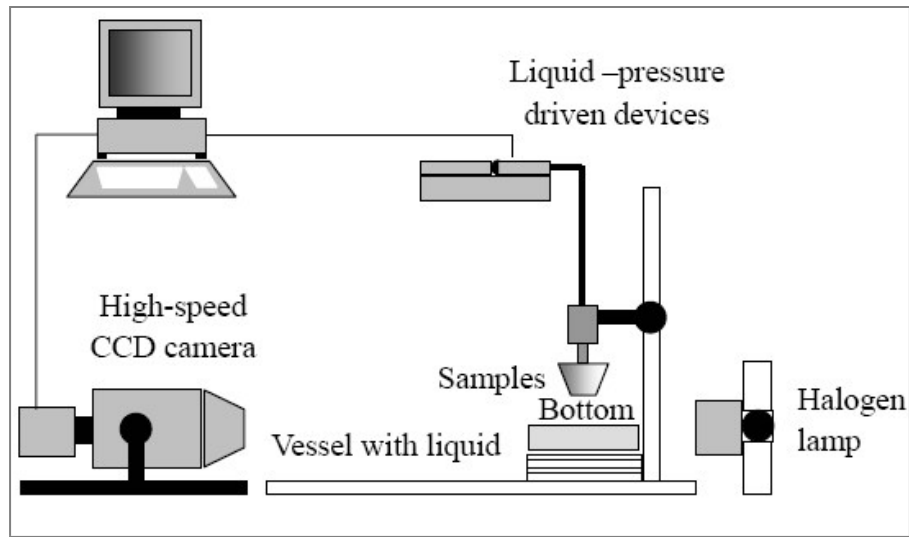 Liquid –pressure
driven devices
High-speed
CCD camera
Samples
Bottom
Vessel with liquid
Halogen
lamp